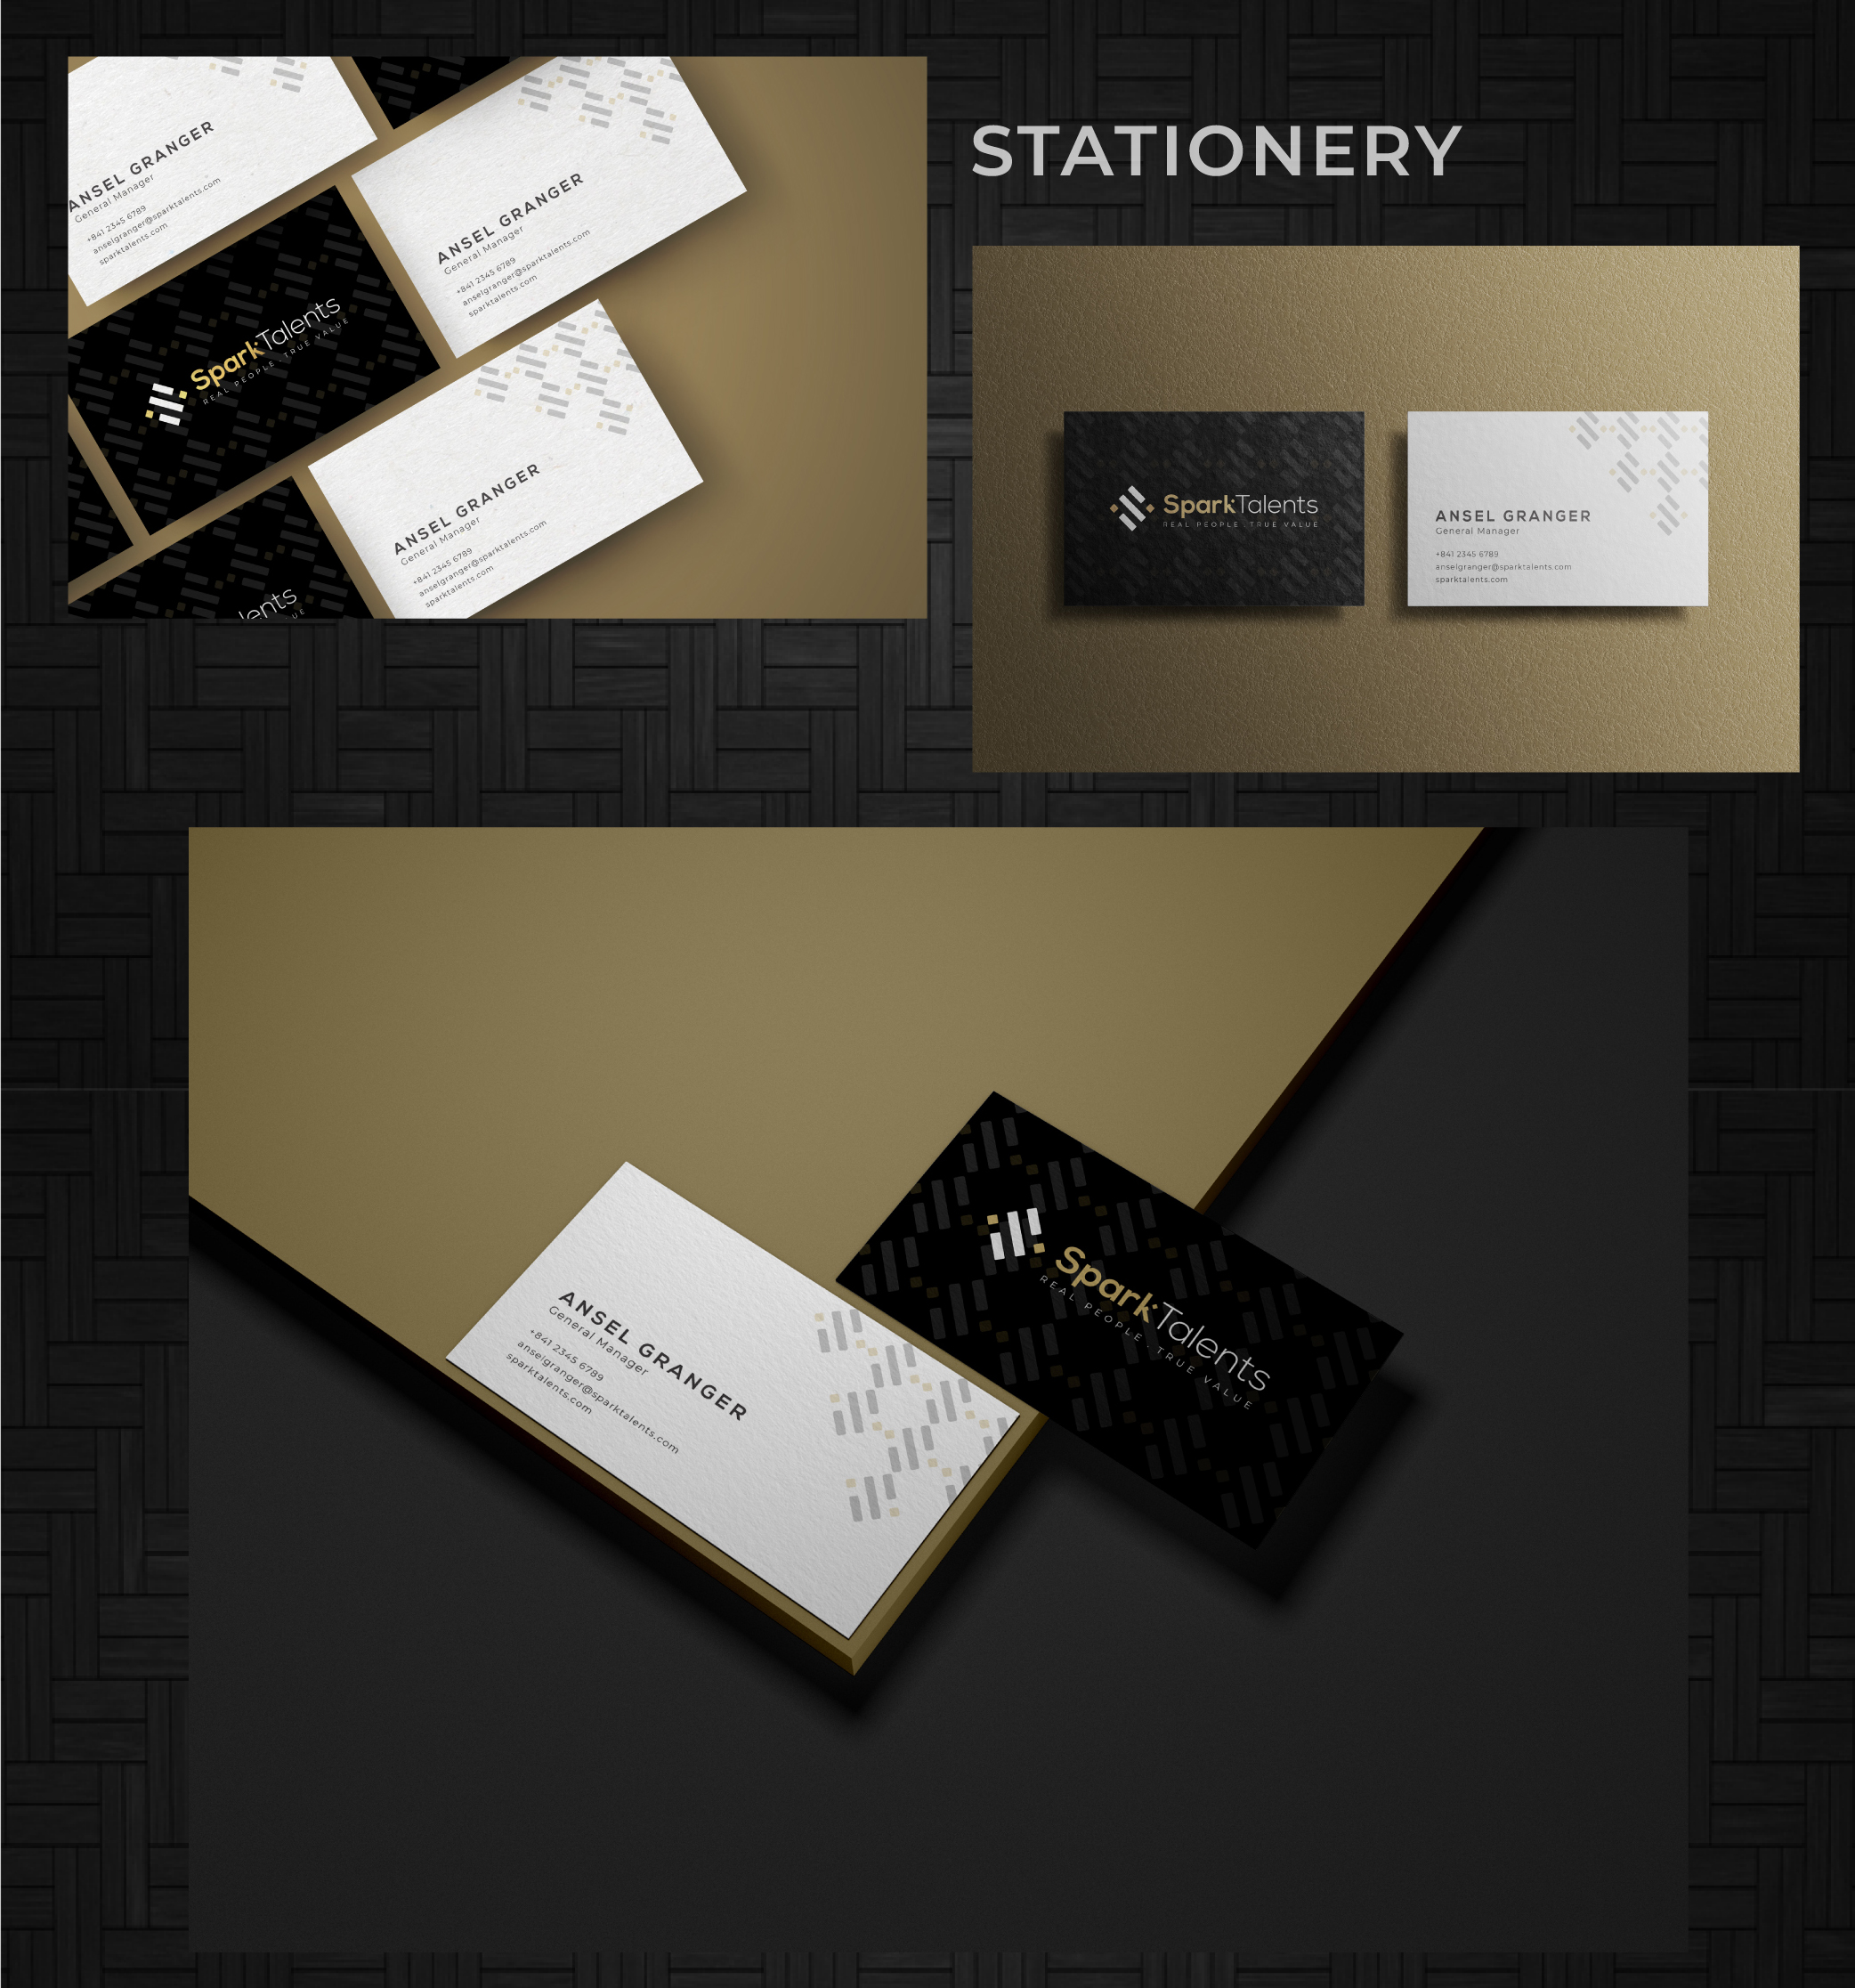 ANSEL GRANGER
General Manager
+841 2345 6789
anselgranger@sparktalents.com
sparktalents.com
ANSEL GRANGER
General Manager
+841 2345 6789
anselgranger@sparktalents.com
sparktalents.com
SparkTalents
REAL PEOPLE . TRUE VALUE
ANSEL GRANGER
General Manager
+841 2345 6789
anselgranger@sparktalents.com
sparktalents.com
lents
UE
STATIONERY
SparkTalents
REAL PEOPLE . TRUE VALUE
ANSEL GRANGER
General Manager
+841 2345 6789
anselgranger@sparktalents.com
sparktalents.com
SparkTalents
REAL PEOPLE . TRUE VALUE
ANSEL GRANGER
General Manager
+841 2345 6789
anselgranger@sparktalents.com
sparktalents.com